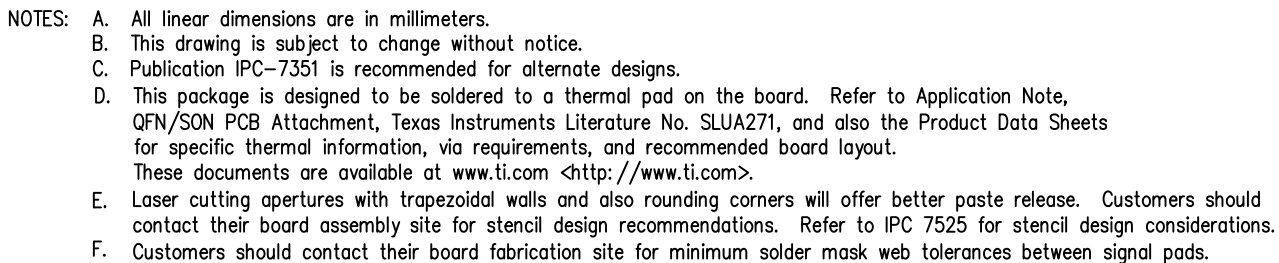 NOTES: A. All linear dimensions are in millimeters.
B. This drawing is subject to change without notice.
C. Publication IPC-7351 is recommended for alternate designs.
D. This package is designed to be soldered to a thermal pad on the board. Refer to Application Note,
QFN/SON PCB Attachment, Texas Instruments Literature No. SLUA271, and also the Product Data Sheets
for specific thermal information, via requirements, and recommended board layout.
These documents are available at www.ti.com <http://www.ti.com>.
E. Laser cutting apertures with trapezoidal walls and also rounding corners will offer better paste release. Customers should
contact their board assembly site for stencil design recommendations. Refer to IPC 7525 for stencil design considerations.
F. Customers should contact their board fabrication site for minimum solder mask web tolerances between signal pads.